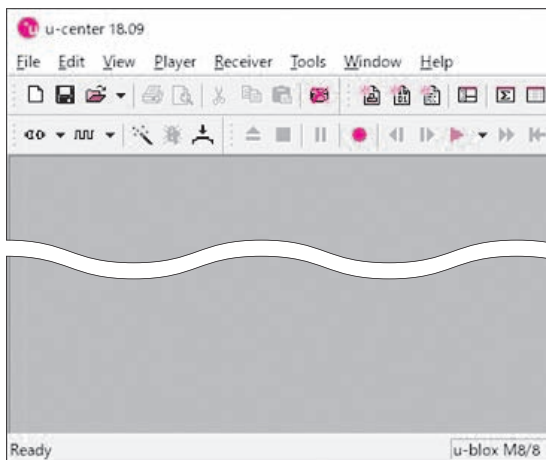 u-center 18.09
File Edit View Player Receiver Tools Window Help
Ready
u-blox M8/8